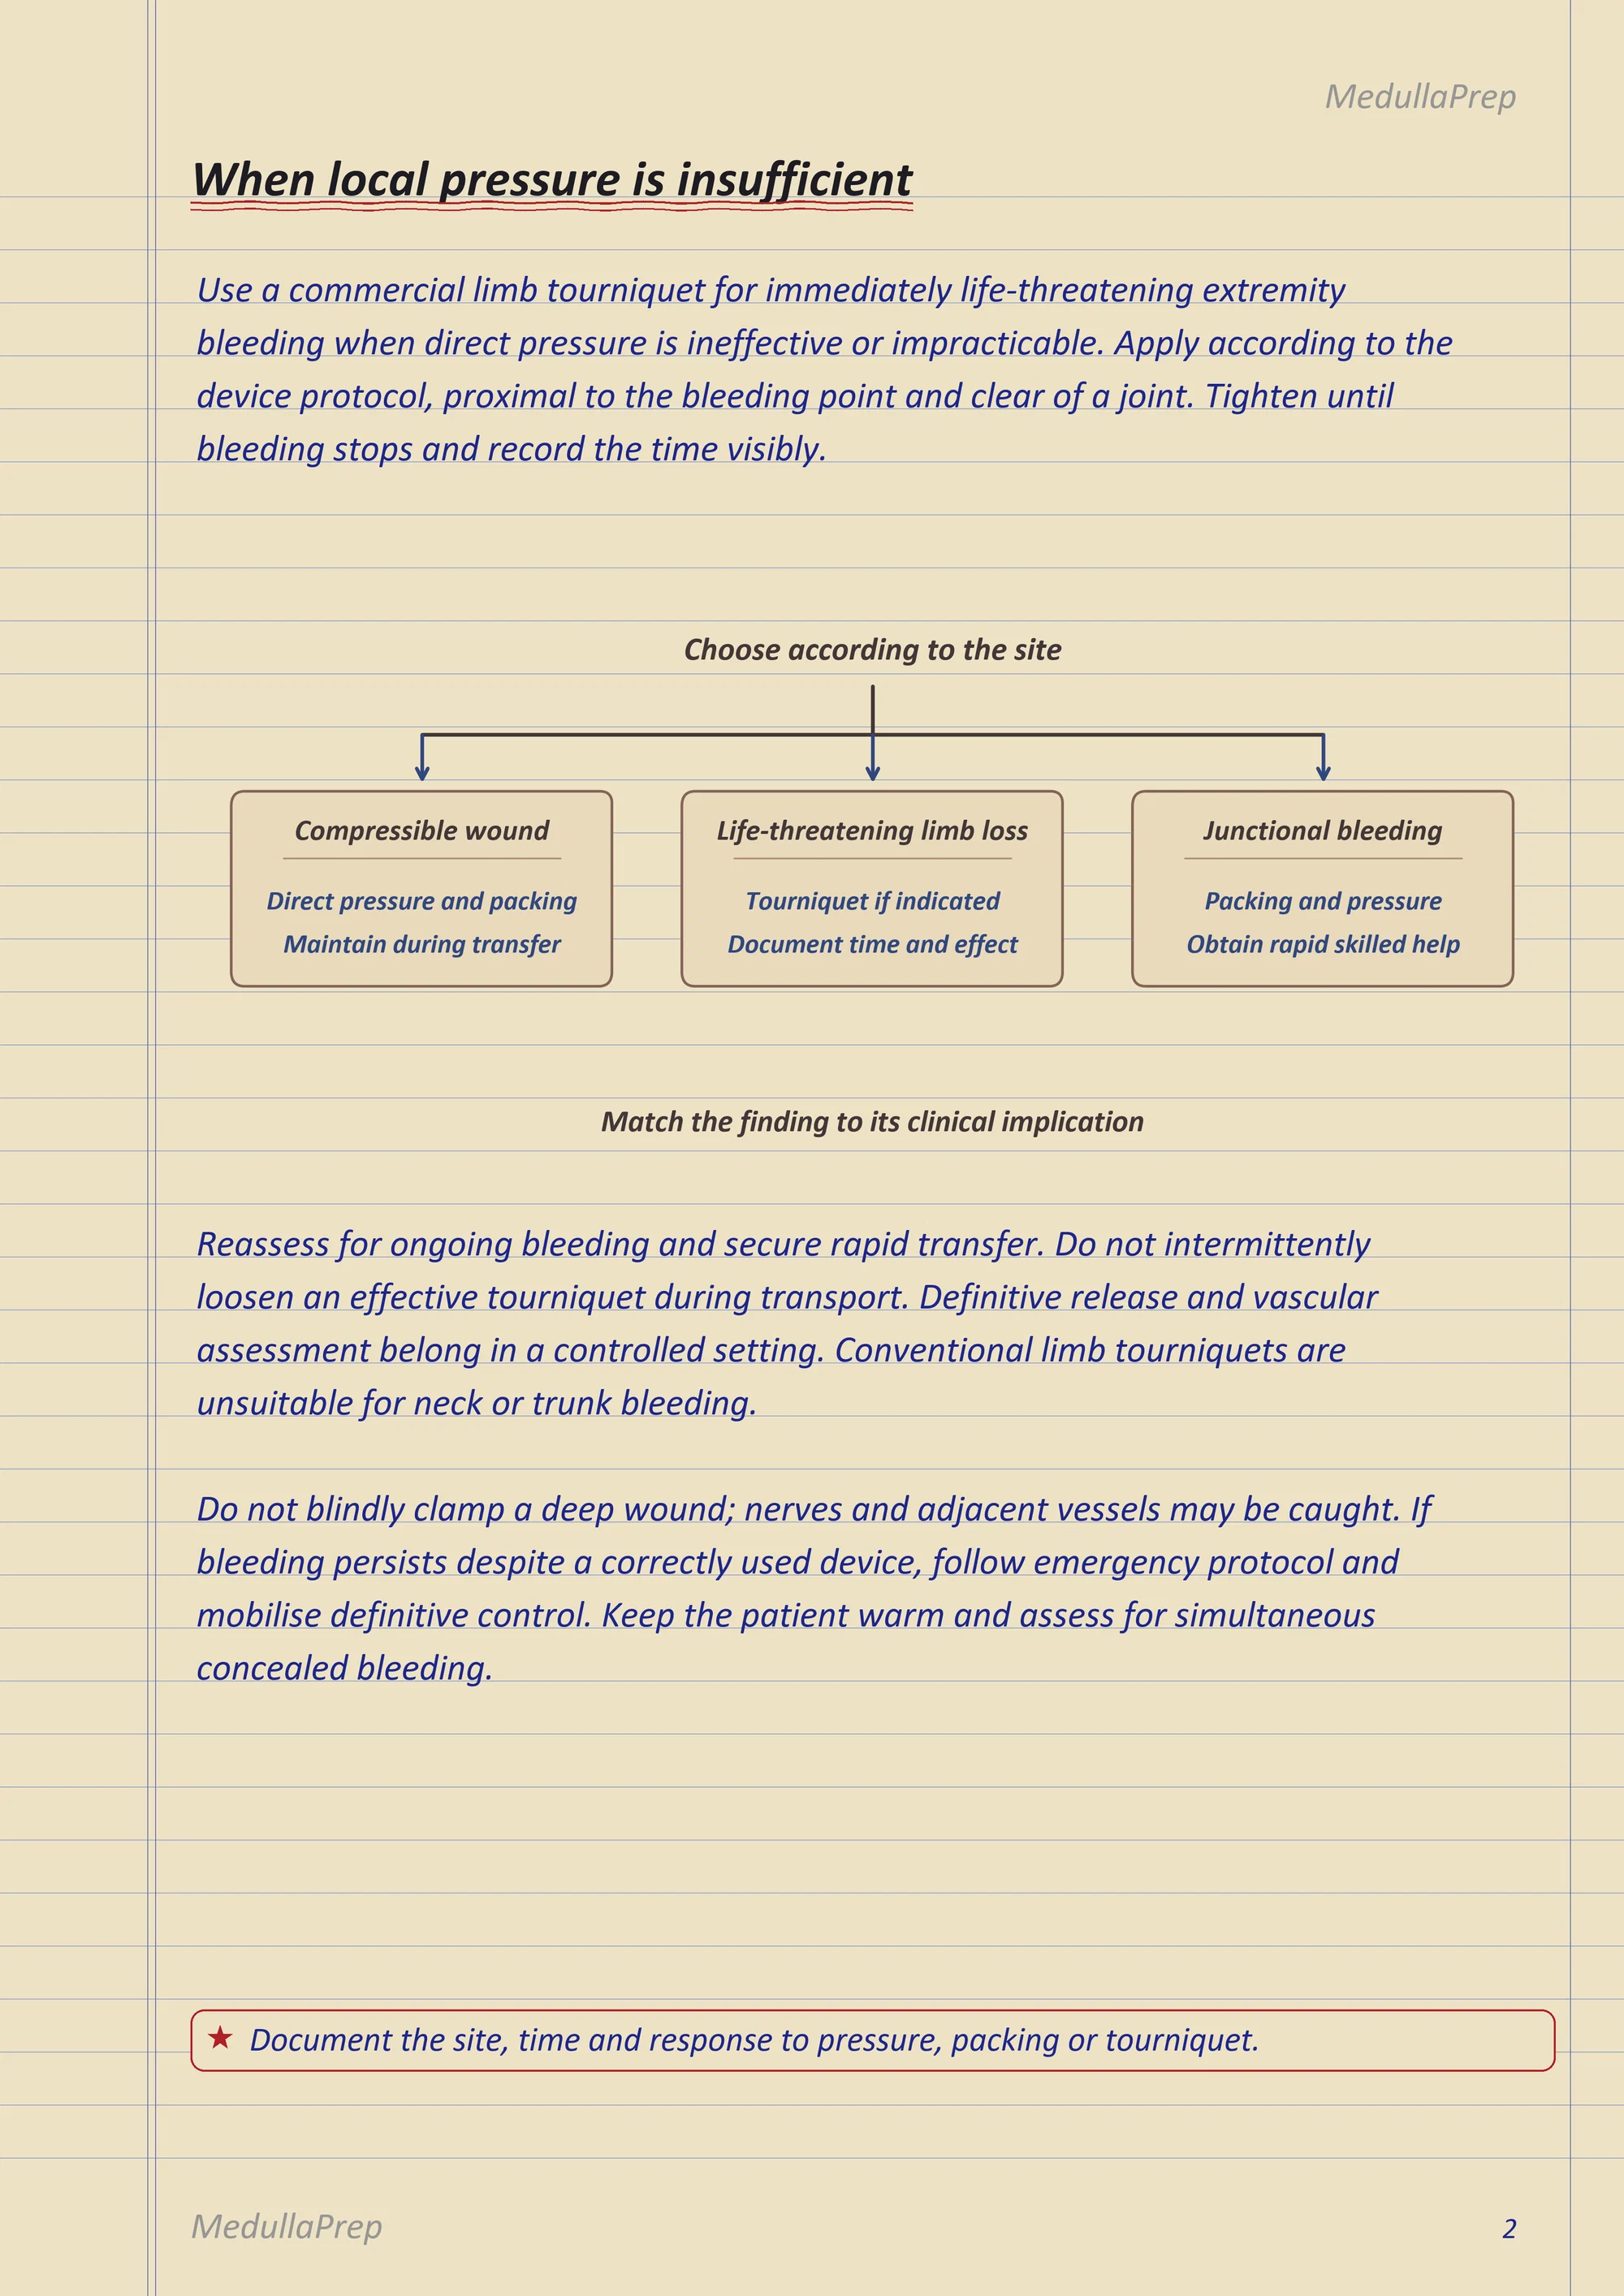 MedullaPrep
When local pressure is insufficient
Use a commercial limb tourniquet for immediately life-threatening extremity
bleeding when direct pressure is ineffective or impracticable. Apply according to the
device protocol, proximal to the bleeding point and clear of a joint. Tighten until
bleeding stops and record the time visibly.
Choose according to the site
Compressible wound
Direct pressure and packing
Maintain during transfer
Life-threatening limb loss
Tourniquet if indicated
Document time and effect
Junctional bleeding
Packing and pressure
Obtain rapid skilled help
Match the finding to its clinical implication
Reassess for ongoing bleeding and secure rapid transfer. Do not intermittently
loosen an effective tourniquet during transport. Definitive release and vascular
assessment belong in a controlled setting. Conventional limb tourniquets are
unsuitable for neck or trunk bleeding.
Do not blindly clamp a deep wound; nerves and adjacent vessels may be caught. If
bleeding persists despite a correctly used device, follow emergency protocol and
mobilise definitive control. Keep the patient warm and assess for simultaneous
concealed bleeding.
★ Document the site, time and response to pressure, packing or tourniquet.
MedullaPrep
2